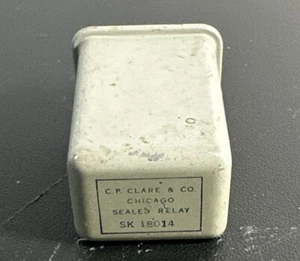 C.P. CLARE & CO.
CHICAGO
SEALED RELAY
SK 18014